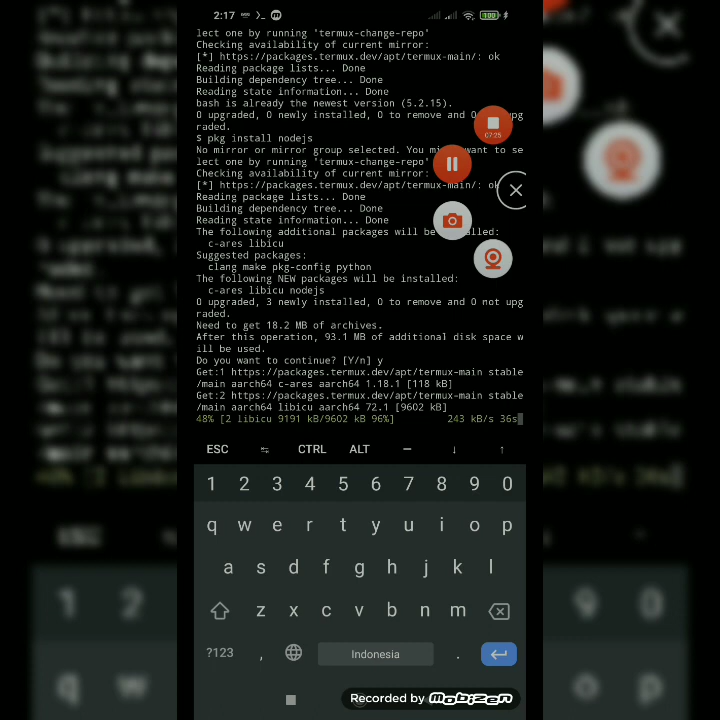 2:17
100
lect one by running 'termux-change-repo'
Checking availability of current mirror:
[*] https://packages.termux.dev/apt/termux-main/: ok
Reading package lists... Done
Building dependency tree... Done
Reading state information... Done
bash is already the newest version (5.2.15).
0 upgraded, 0 newly installed, 0 to remove and 0 upg
raded.
07:25
$ pkg install nodejs
No mirror or mirror group selected. You mi want to se
lect one by running 'termux-change-repo'
Checking availability of current mirror:
[*] https://packages.termux.dev/apt/termux-main/: ok
Reading package lists... Done
Building dependency tree... Done
Reading state information... Done
The following additional packages will be lled:
c-ares libicu
Suggested packages:
clang make pkg-config python
The following NEW packages will be installed:
c-ares libicu nodejs
0 upgraded, 3 newly installed, 0 to remove and 0 not upg
raded.
Need to get 18.2 MB of archives.
After this operation, 93.1 MB of additional disk space w
ill be used.
Do you want to continue? [Y/n] y
Get:1 https://packages.termux.dev/apt/termux-main stable
/main aarch64 c-ares aarch64 1.18.1 [118 kB]
Get:2 https://packages.termux.dev/apt/termux-main stable
/main aarch64 libicu aarch64 72.1 [9602 kB]
48% [2 libicu 9191 kB/9602 kB 96%] 243 kB/s 36s
ESC CTRL ALT — ↓ ↑
1 2 3 4 5 6 7 8 9 0
q w e r t y u i o p
a s d f g h j k l
z x c v b n m
?123 , Indonesia .
Recorded by mobizen